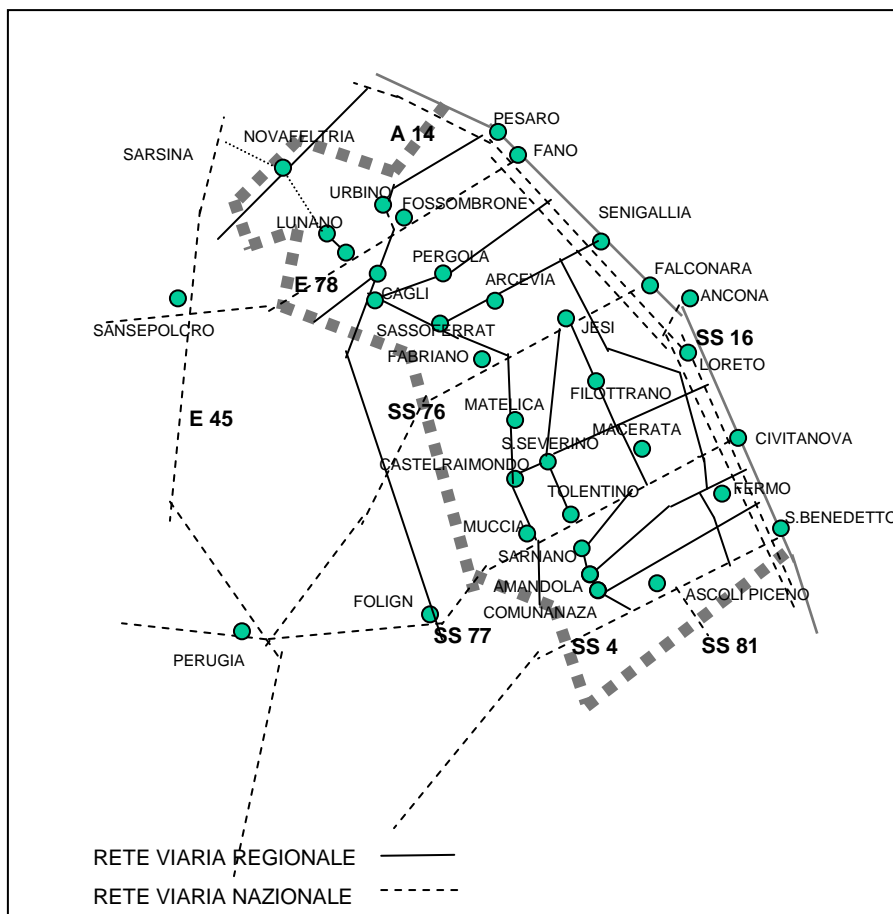 PESARO
A 14
NOVAFELTRIA
SARSINA
FANO
URBINO
FOSSOMBRONE
SENIGALLIA
LUNANO
PERGOLA
FALCONARA
E 78
ARCEVIA
CAGLI
ANCONA
SANSEPOLCRO
SASSOFERRAT
JESI
SS 16
FABRIANO
LORETO
FILOTTRANO
SS 76
MATELICA
E 45
MACERATA
CIVITANOVA
S.SEVERINO
CASTELRAIMONDO
TOLENTINO
FERMO
S.BENEDETTO
MUCCIA
SARNANO
AMANDOLA
ASCOLI PICENO
FOLIGN
COMUNANAZA
SS 77
SS 4
SS 81
PERUGIA
RETE VIARIA REGIONALE
RETE VIARIA NAZIONALE